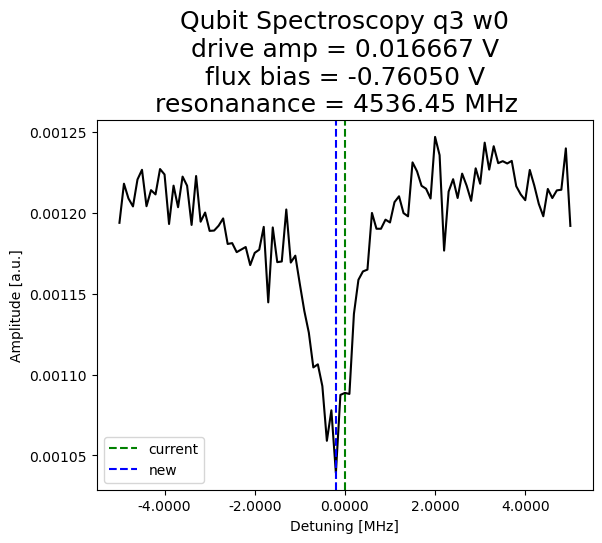 Qubit Spectroscopy q3 w0
drive amp = 0.016667 V
flux bias = -0.76050 V
resonanance = 4536.45 MHz
0.00125
0.00120
0.00115
0.00110
0.00105
Amplitude [a.u.]
current
new
-4.0000 -2.0000 0.0000 2.0000 4.0000
Detuning [MHz]